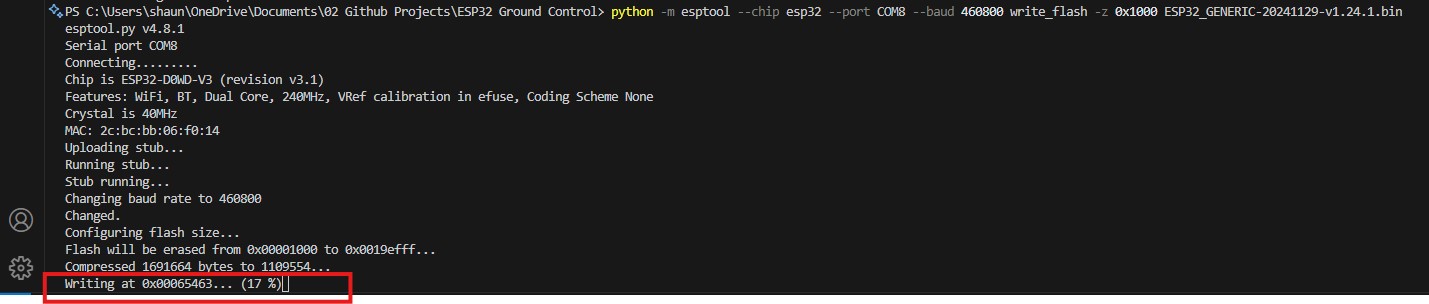 PS C:\Users\shaun\OneDrive\Documents\02 Github Projects\ESP32 Ground Control> python -m esptool --chip esp32 --port COM8 --baud 460800 write_flash -z 0x1000 ESP32_GENERIC-20241129-v1.24.1.bin
esptool.py v4.8.1
Serial port COM8
Connecting.........
Chip is ESP32-D0WD-V3 (revision v3.1)
Features: WiFi, BT, Dual Core, 240MHz, VRef calibration in efuse, Coding Scheme None
Crystal is 40MHz
MAC: 2c:bc:bb:06:f0:14
Uploading stub...
Running stub...
Stub running...
Changing baud rate to 460800
Changed.
Configuring flash size...
Flash will be erased from 0x00001000 to 0x0019efff...
Compressed 1691664 bytes to 1109554...
Writing at 0x00065463... (17 %)